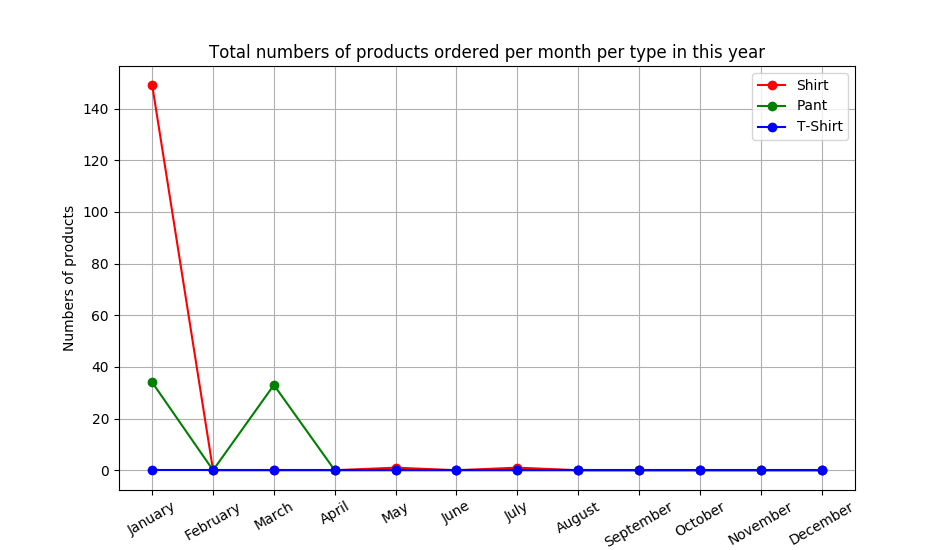 Total numbers of products ordered per month per type in this year
Shirt
Pant
T-Shirt
Numbers of products
140
120
100
80
60
40
20
0
January
February
March
April
May
June
July
August
September
October
November
December